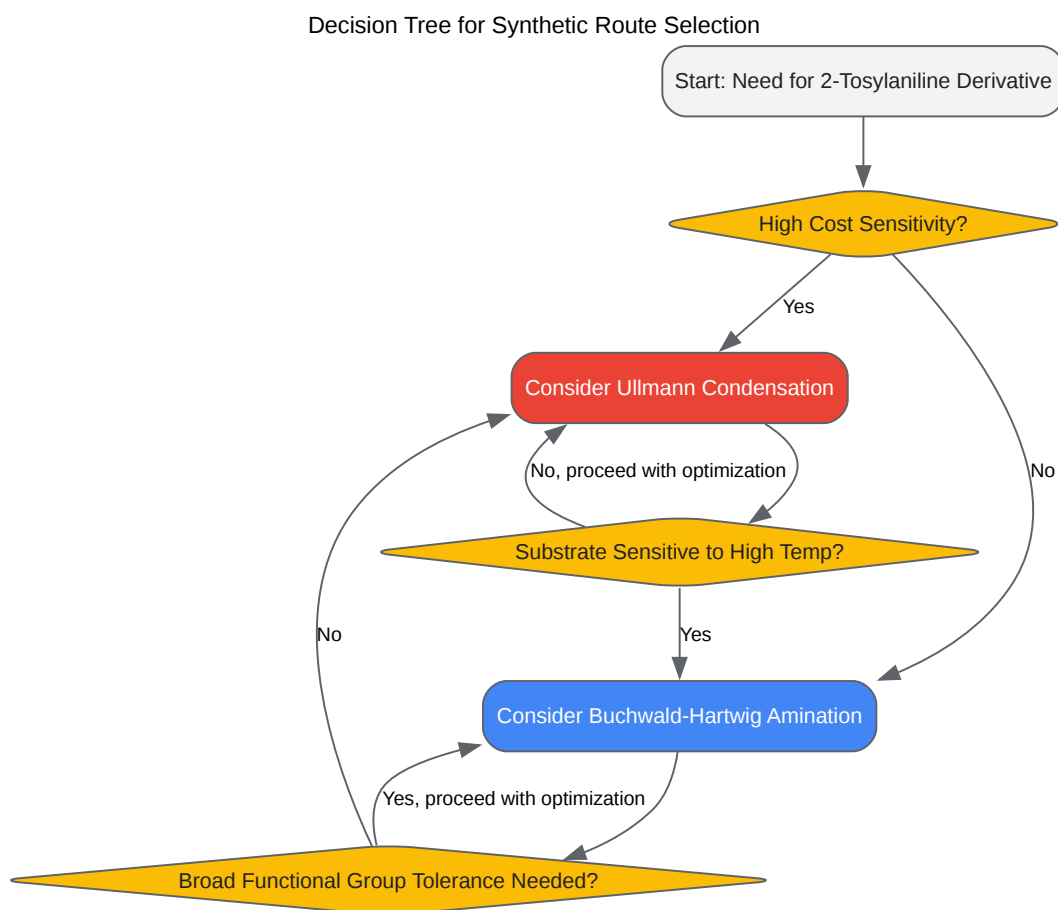 Decision Tree for Synthetic Route Selection
Start: Need for 2-Tosylaniline Derivative
High Cost Sensitivity?
Yes
Consider Ullmann Condensation
No, proceed with optimization
No
Substrate Sensitive to High Temp?
No
Yes
Consider Buchwald-Hartwig Amination
Yes, proceed with optimization
Broad Functional Group Tolerance Needed?